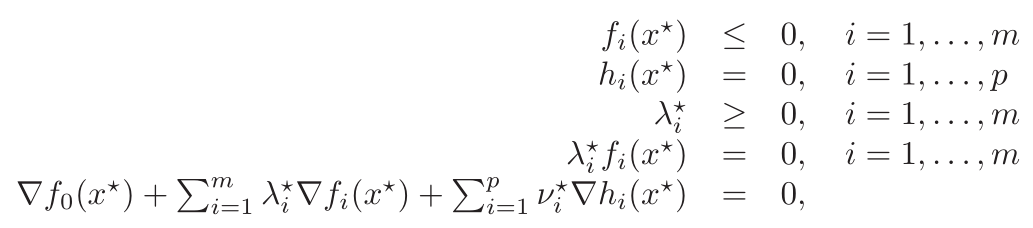 f_i(x^⋆) ≤ 0, i = 1, . . . , m
h_i(x^⋆) = 0, i = 1, . . . , p
λ_i^⋆ ≥ 0, i = 1, . . . , m
λ_i^⋆ f_i(x^⋆) = 0, i = 1, . . . , m
∇f_0(x^⋆) + ∑_{i=1}^m λ_i^⋆ ∇f_i(x^⋆) + ∑_{i=1}^p ν_i^⋆ ∇h_i(x^⋆) = 0,